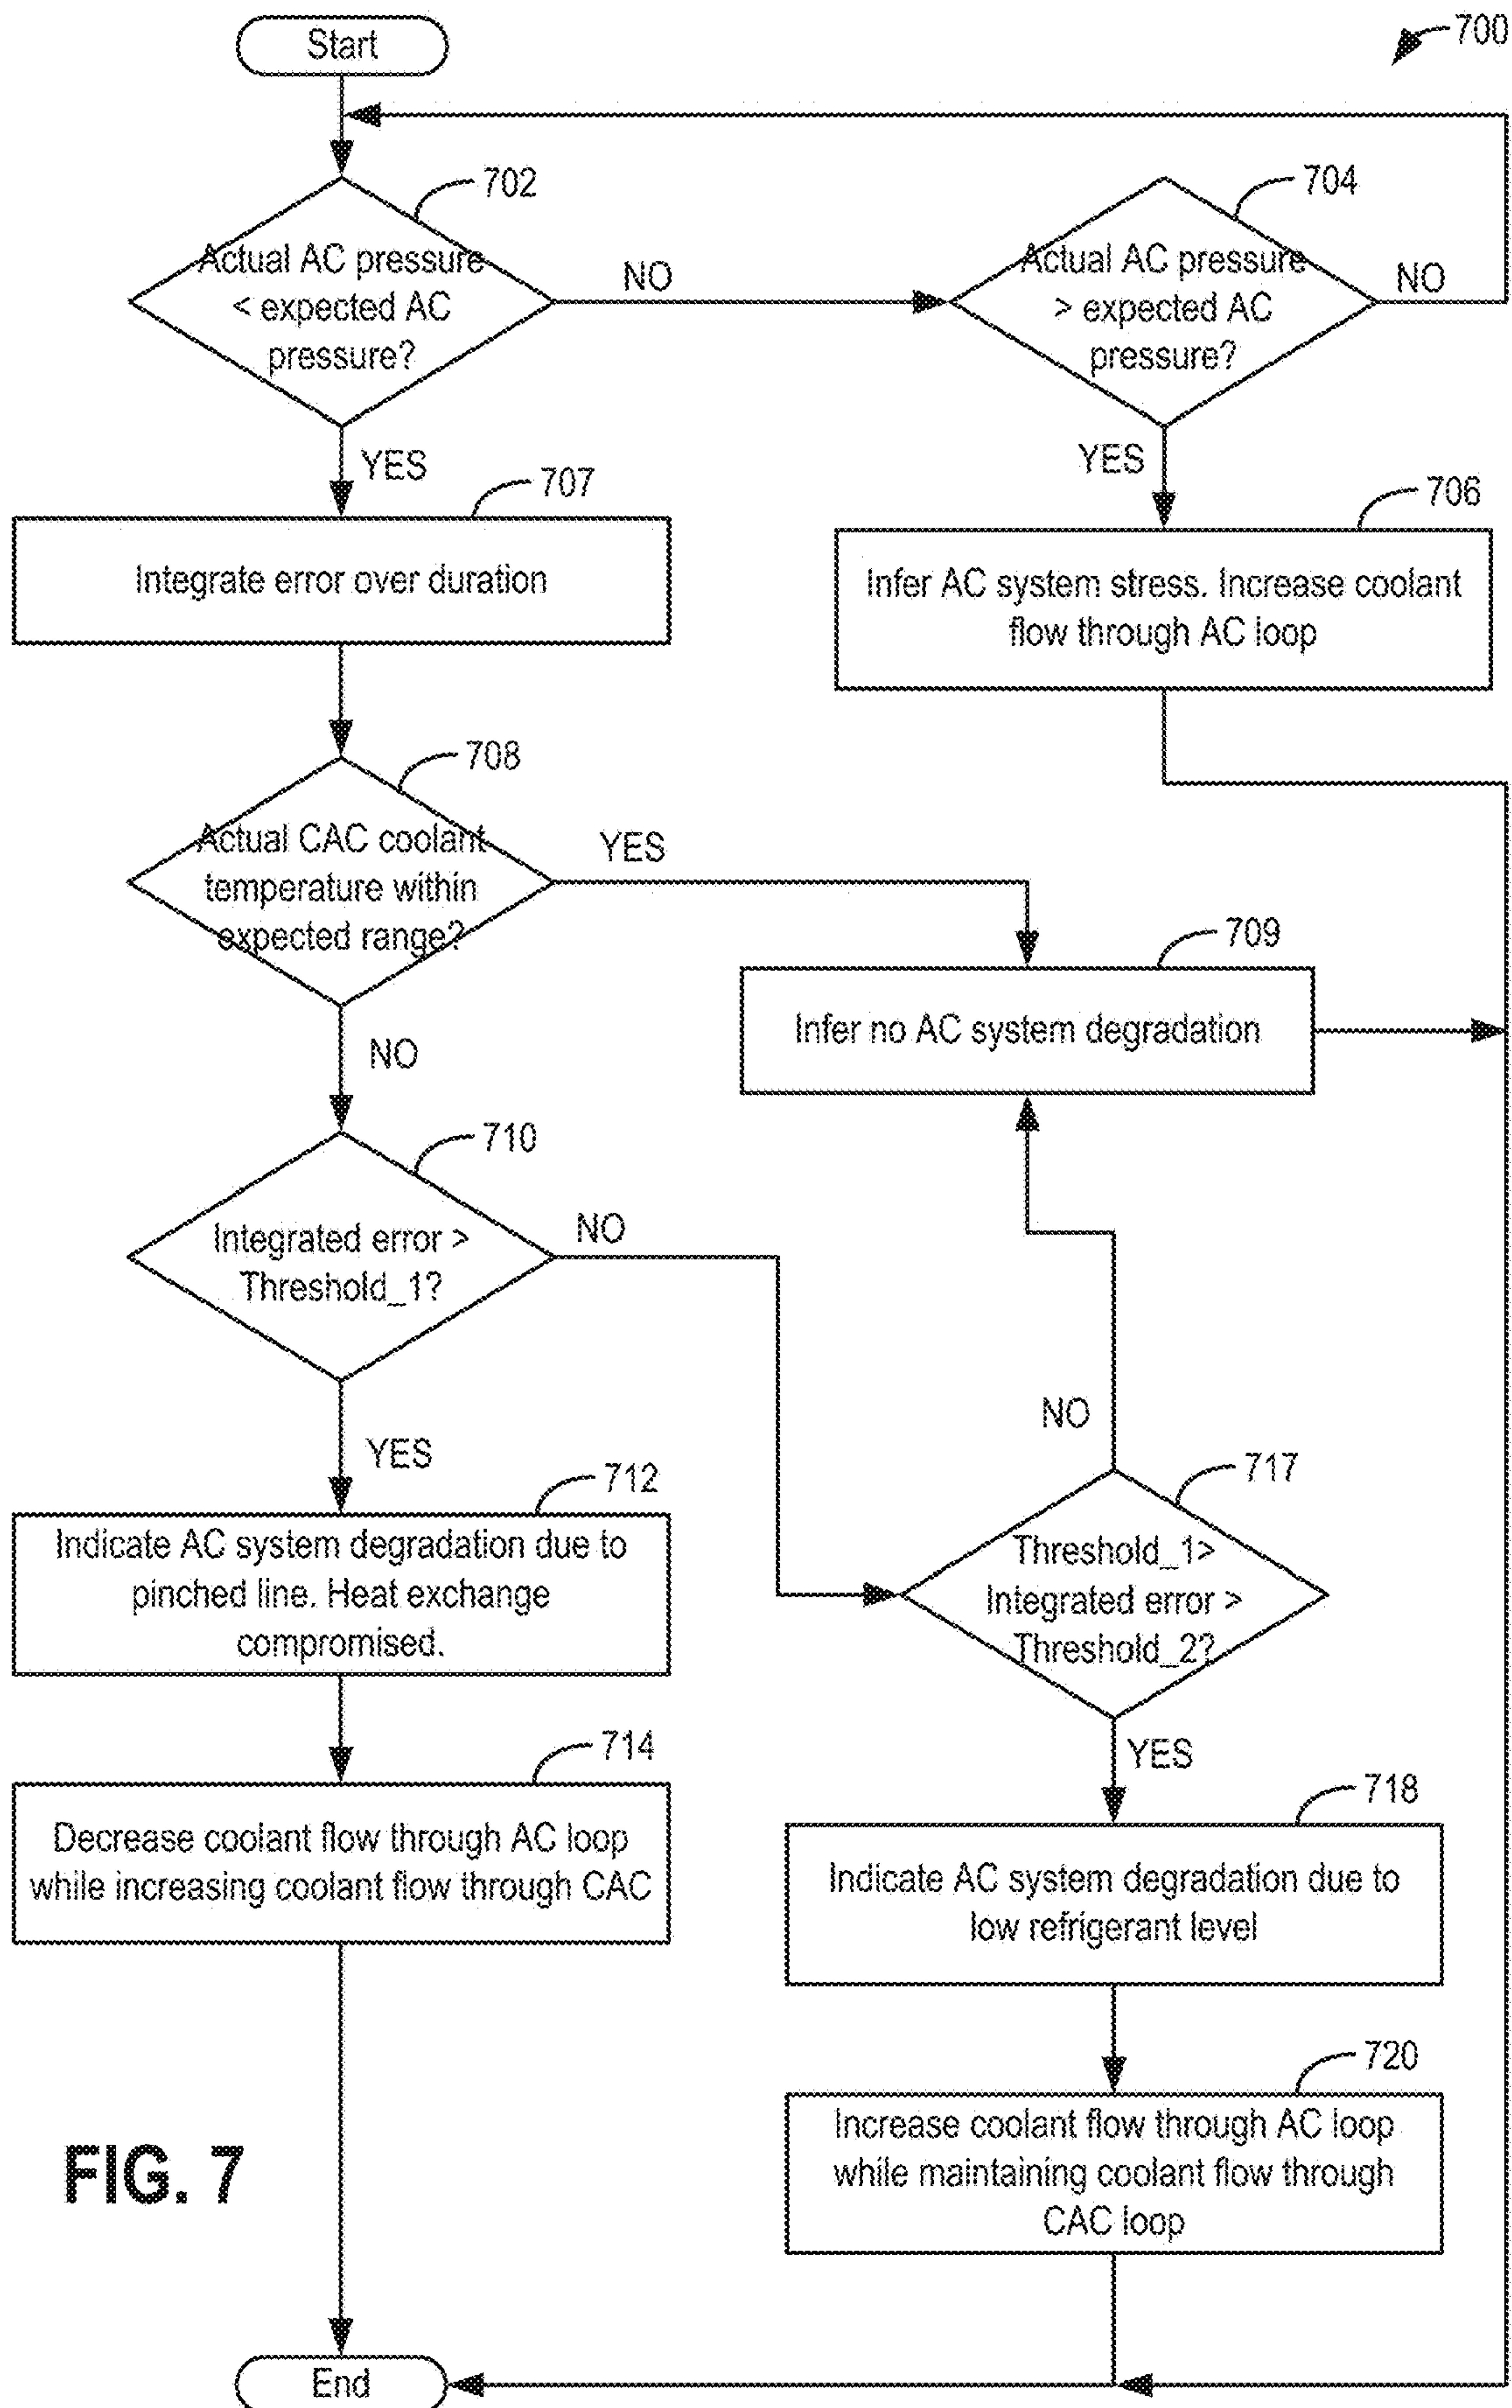 Start
700
702
Actual AC pressure
< expected AC
pressure?
NO
704
Actual AC pressure
> expected AC
pressure?
NO
YES
YES
707
Integrate error over duration
706
Infer AC system stress. Increase coolant
flow through AC loop
708
Actual CAC coolant
temperature within
expected range?
YES
NO
709
Infer no AC system degradation
710
Integrated error >
Threshold_1?
NO
YES
712
Indicate AC system degradation due to
pinched line. Heat exchange
compromised.
NO
717
Threshold_1>
Integrated error >
Threshold_2?
YES
714
Decrease coolant flow through AC loop
while increasing coolant flow through CAC
718
Indicate AC system degradation due to
low refrigerant level
720
Increase coolant flow through AC loop
while maintaining coolant flow through
CAC loop
FIG. 7
End